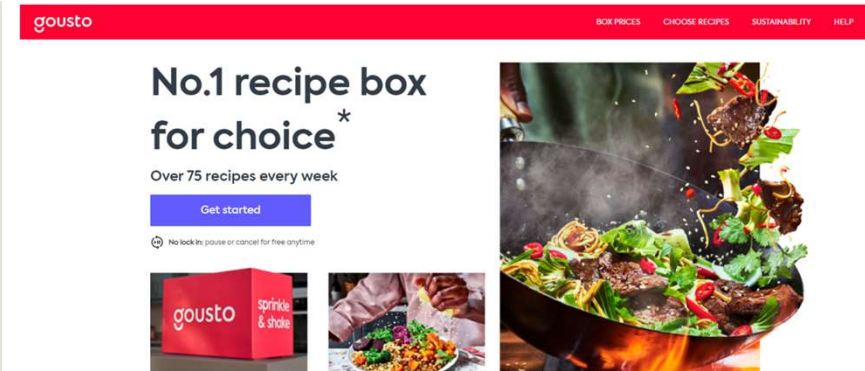 gousto
BOX PRICES
CHOOSE RECIPES
SUSTAINABILITY
HELP
No.1 recipe box
for choice*
Over 75 recipes every week
Get started
No lock in: pause or cancel for free anytime
gousto
sprinkle
& shake